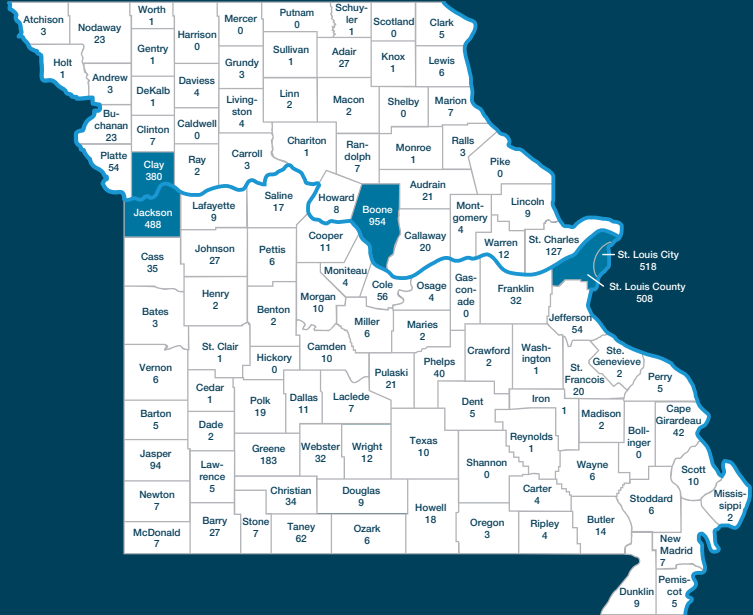 Atchison
3
Nodaway
23
Worth
1
Harrison
0
Mercer
0
Putnam
0
Schuy-
ler
1
Scotland
0
Clark
5
Holt
1
Gentry
1
Grundy
3
Sullivan
1
Adair
27
Knox
1
Lewis
6
Andrew
3
DeKalb
1
Daviess
4
Living-
ston
4
Linn
2
Macon
2
Shelby
0
Marion
7
Bu-
chanan
23
Clinton
7
Caldwell
0
Chariton
1
Ran-
dolph
7
Monroe
1
Ralls
3
Platte
54
Clay
380
Ray
2
Carroll
3
Pike
0
Jackson
488
Lafayette
9
Saline
17
Howard
8
Boone
954
Audrain
21
Mont-
gomery
4
Lincoln
9
Cooper
11
Callaway
20
Warren
12
St. Charles
127
St. Louis City
518
St. Louis County
508
Cass
35
Johnson
27
Pettis
6
Moniteau
4
Cole
56
Osage
4
Gas-
con-
ade
0
Franklin
32
Jefferson
54
Bates
3
Henry
2
Benton
2
Morgan
10
Miller
6
Maries
2
Vernon
6
St. Clair
1
Hickory
0
Camden
10
Pulaski
21
Phelps
40
Crawford
2
Wash-
ington
1
St.
Francois
20
Ste.
Genevieve
2
Perry
5
Cedar
1
Polk
19
Dallas
11
Laclede
7
Dent
5
Iron
1
Madison
2
Cape
Girardeau
42
Barton
5
Dade
2
Reynolds
1
Boll-
inger
0
Jasper
94
Greene
183
Webster
32
Wright
12
Texas
10
Shannon
0
Wayne
6
Scott
10
Law-
rence
5
Christian
34
Douglas
9
Howell
18
Carter
4
Stoddard
6
Missis-
sippi
2
Newton
7
McDonald
7
Barry
27
Stone
7
Taney
62
Ozark
6
Oregon
3
Ripley
4
Butler
14
New
Madrid
7
Dunklin
9
Pemis-
cot
5